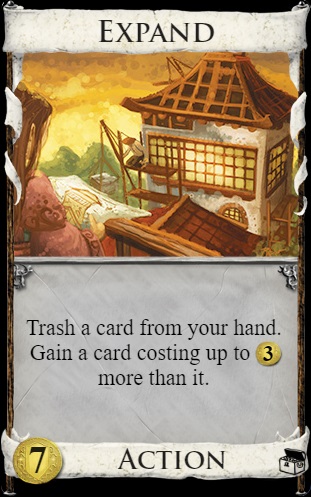 EXPAND
Trash a card from your hand.
Gain a card costing up to 3
more than it.
7 ACTION